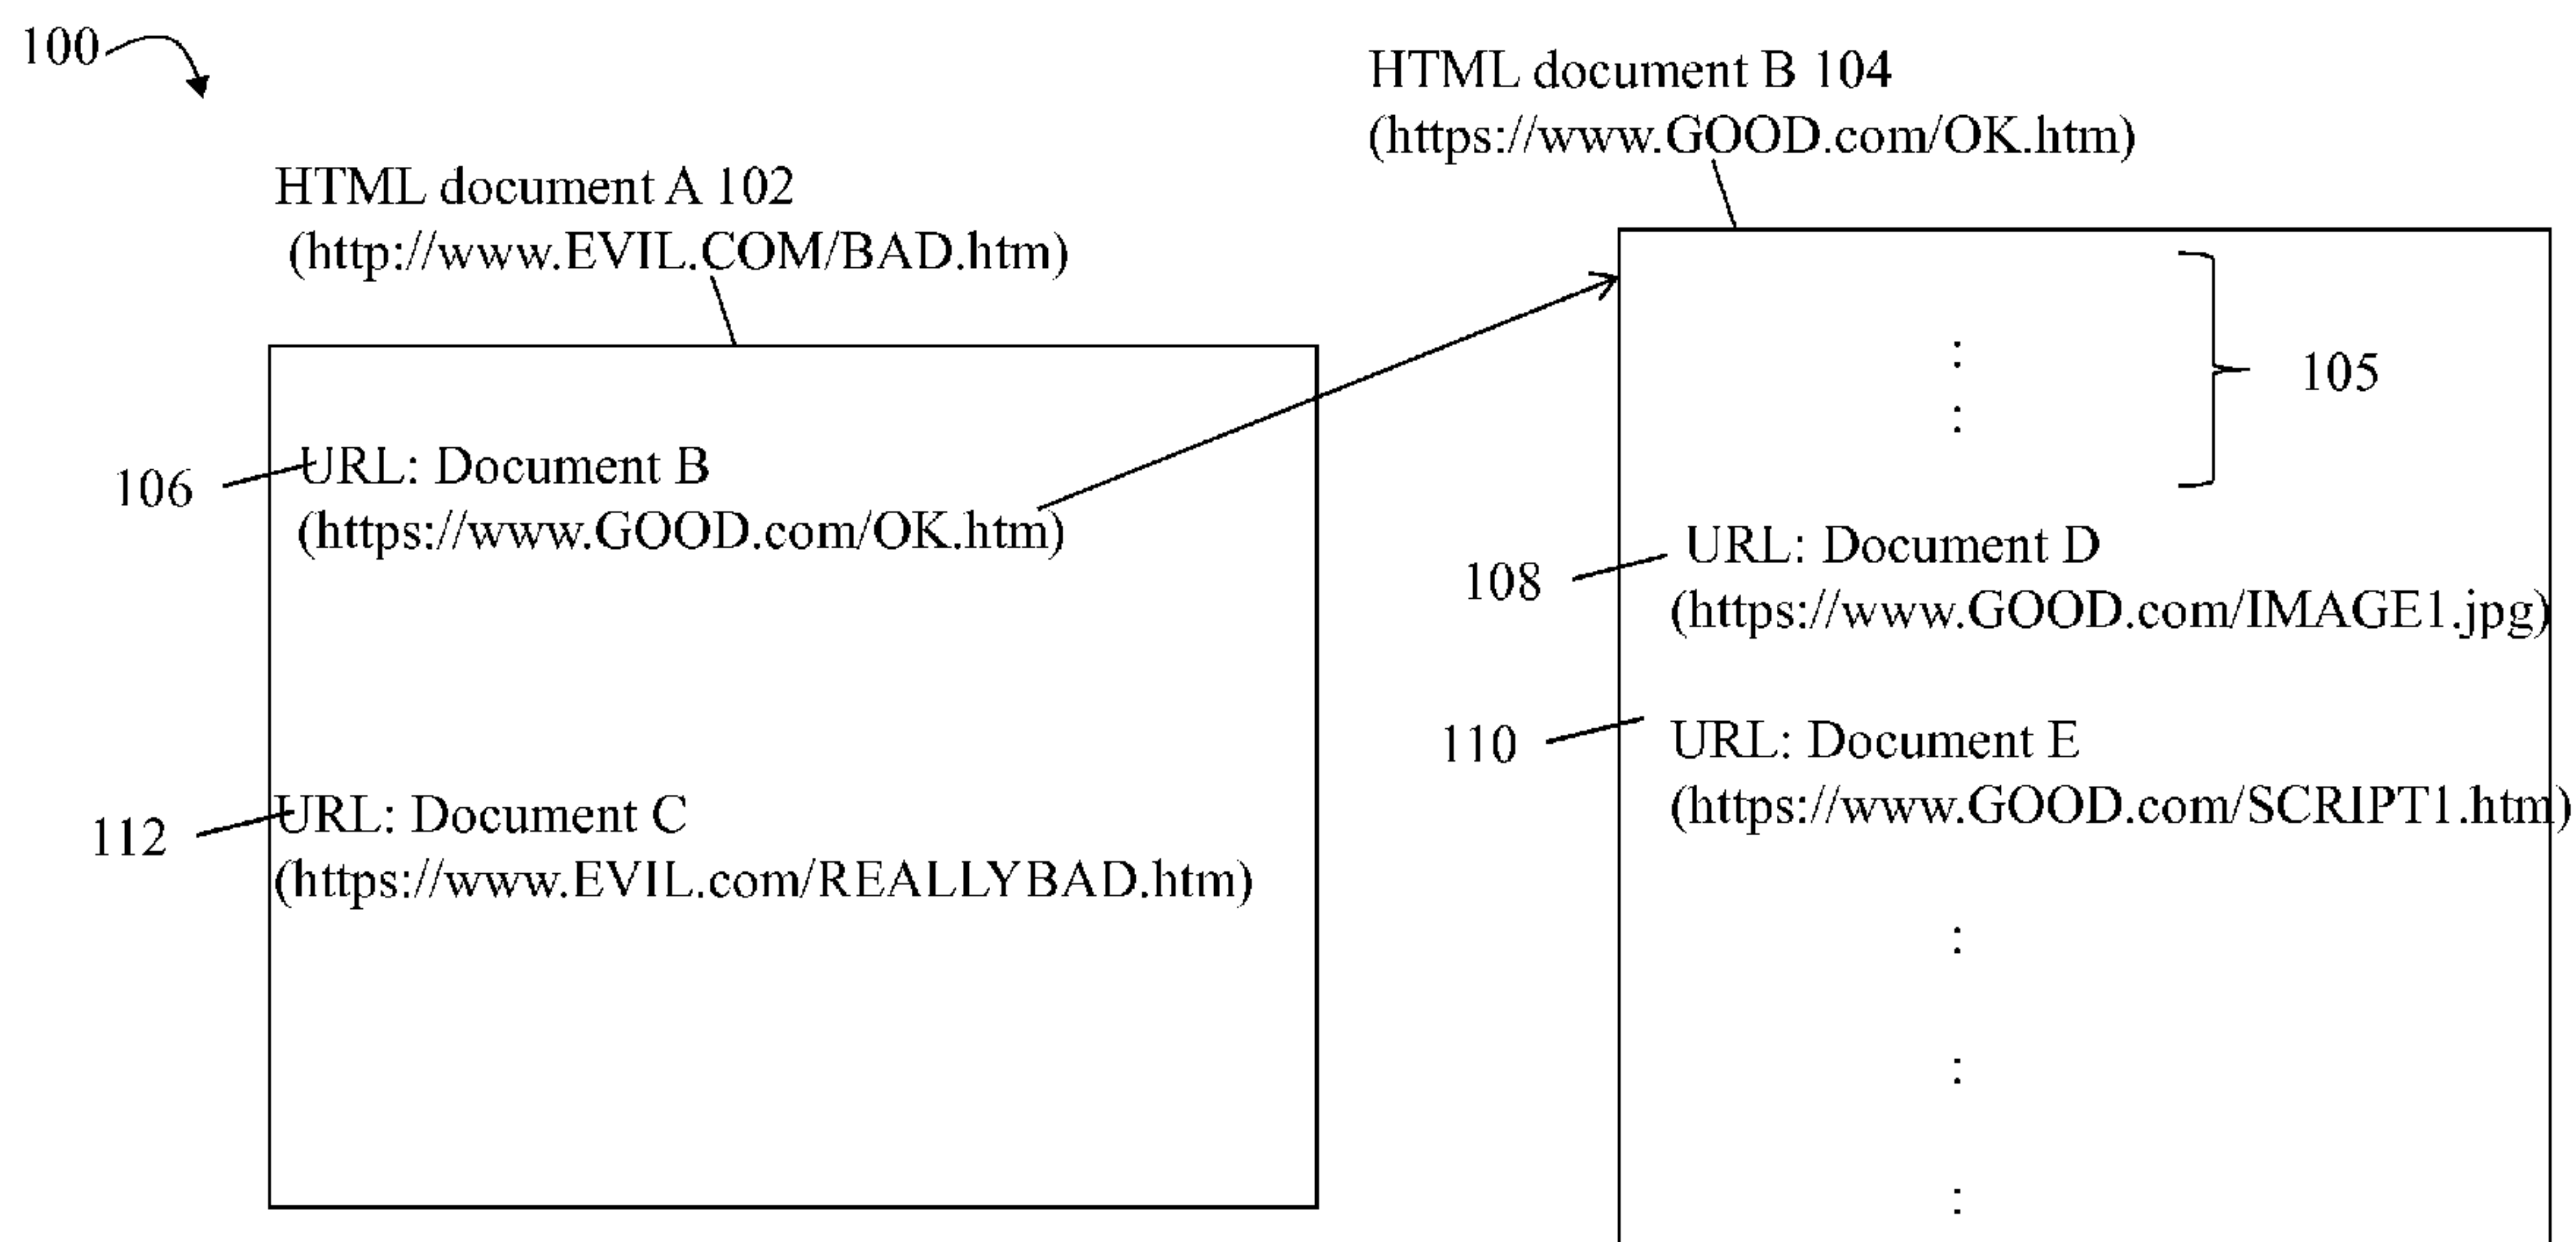 100
HTML document A 102
(http://www.EVIL.COM/BAD.htm)
106
URL: Document B
(https://www.GOOD.com/OK.htm)
112
URL: Document C
(https://www.EVIL.com/REALLYBAD.htm)
HTML document B 104
(https://www.GOOD.com/OK.htm)
105
108
URL: Document D
(https://www.GOOD.com/IMAGE1.jpg)
110
URL: Document E
(https://www.GOOD.com/SCRIPT1.htm)